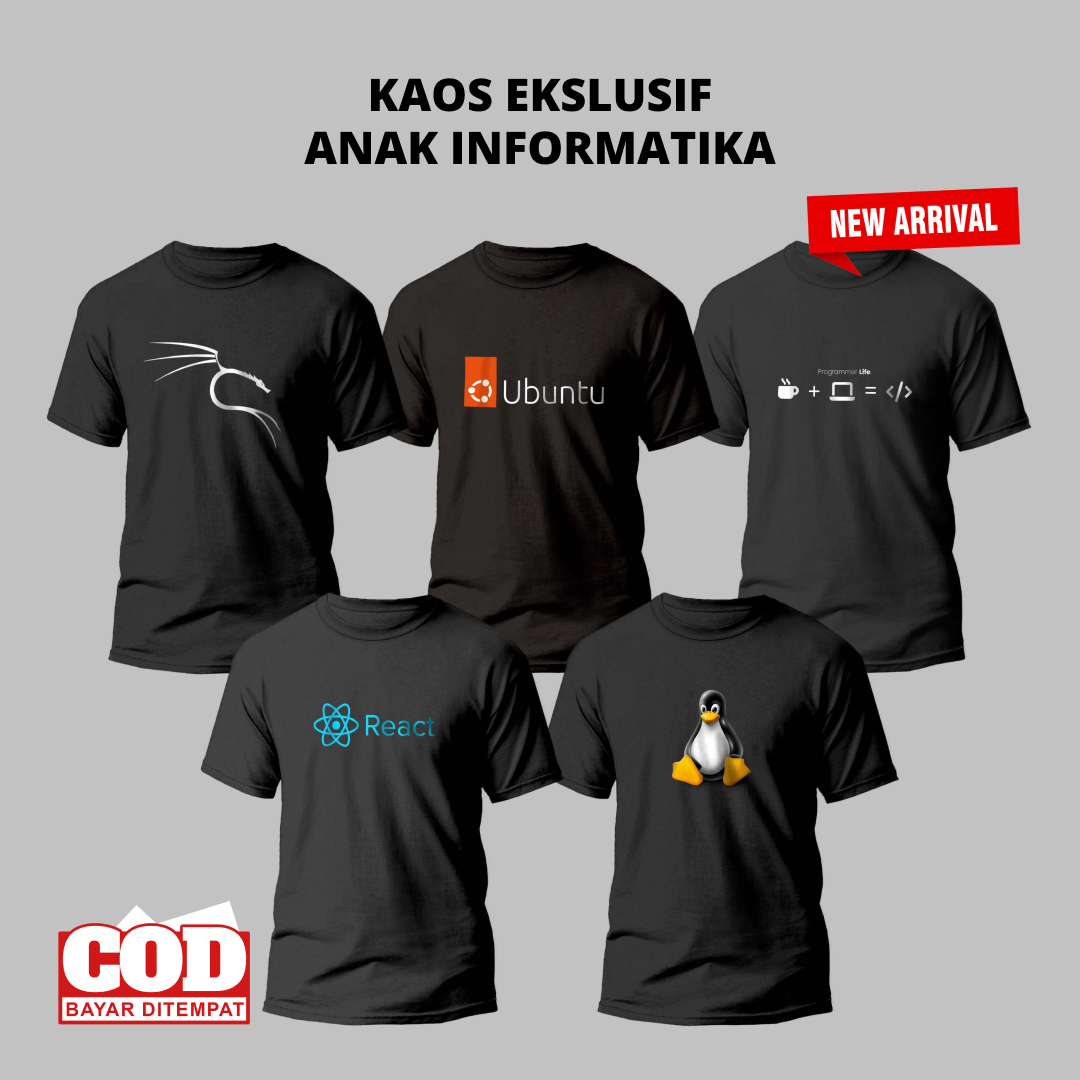 KAOS EKSLUSIF
ANAK INFORMATIKA
NEW ARRIVAL
Ubuntu
Programmer Life.
+ = </>
React
COD
BAYAR DITEMPAT